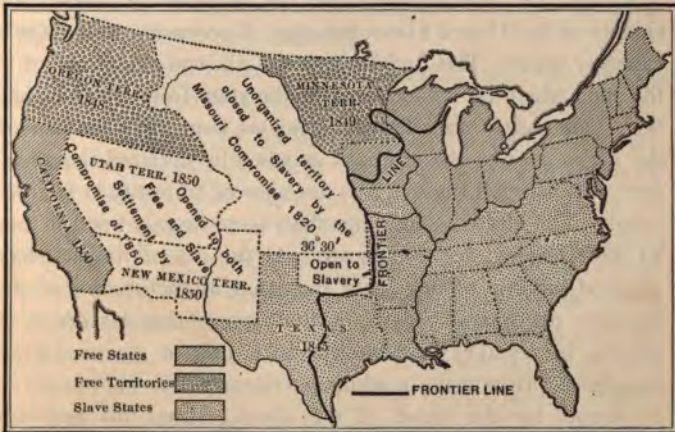 OREGON TERR.
1848
MINNESOTA
TERR.
1849
Unorganized territory
closed to Slavery by the
Missouri Compromise 1820
36°30′
Open to
Slavery
UTAH TERR. 1850
Opened to both
Free and Slave
Settlement by
Compromise of 1850
NEW MEXICO TERR.
1850
CALIFORNIA
1850
TEXAS
1845
FRONTIER
LINE
Free States
Free Territories
Slave States
FRONTIER LINE